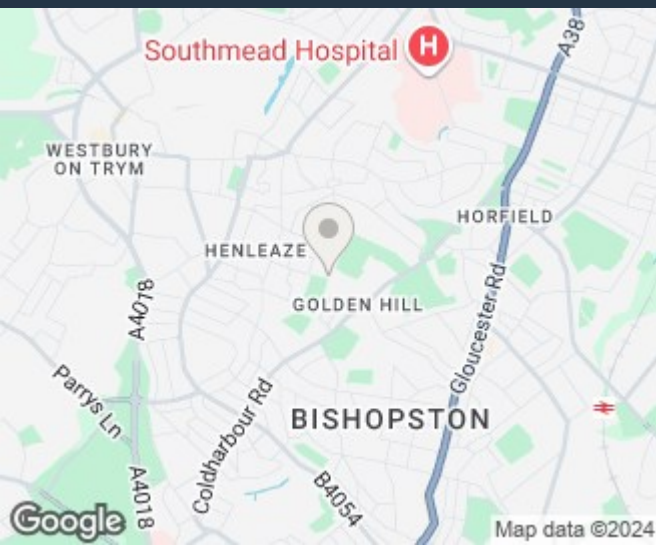 Southmead Hospital
H
A38
WESTBURY
ON TRYM
HORFIELD
HENLEAZE
A4018
GOLDEN HILL
Gloucester Rd
Parrys Ln
Coldharbour Rd
BISHOPSTON
A4018
B4054
Google
Map data ©2024